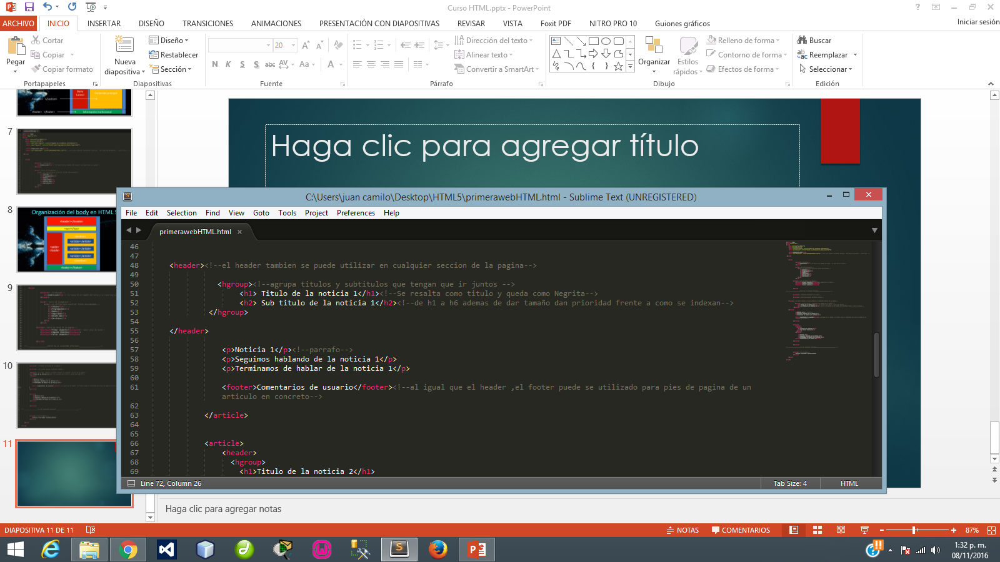 Curso HTML.pptx - PowerPoint
Iniciar sesión
ARCHIVO INICIO INSERTAR DISEÑO TRANSICIONES ANIMACIONES PRESENTACIÓN CON DIAPOSITIVAS REVISAR VISTA Foxit PDF NITRO PRO 10 Guiones gráficos
Pegar
Cortar
Copiar
Copiar formato
Portapapeles
Nueva diapositiva
Diseño
Restablecer
Sección
Diapositivas
20
N K S S abc AV Aa A
Fuente
Dirección del texto
Alinear texto
Convertir a SmartArt
Párrafo
Organizar
Estilos rápidos
Relleno de forma
Contorno de forma
Efectos de forma
Dibujo
Buscar
Reemplazar
Seleccionar
Edición
7
8
Organización del body en HTML 5
9
10
11
Haga clic para agregar título
C:\Users\juan camilo\Desktop\HTML5\primerawebHTML.html - Sublime Text (UNREGISTERED)
File Edit Selection Find View Goto Tools Project Preferences Help
primerawebHTML.html
46
47
48 <header><!--el header tambien se puede utilizar en cualquier seccion de la pagina-->
49
50 <hgroup><!--agrupa titulos y subtitulos que tengan que ir juntos -->
51 <h1> Titulo de la noticia 1</h1><!--Se resalta como titulo y queda como Negrita-->
52 <h2> Sub titulo de la noticia 1</h2><!--de h1 a h6 ademas de dar tamaño dan prioridad frente a como se indexan-->
53 </hgroup>
54
55 </header>
56
57 <p>Noticia 1</p><!--parrafo-->
58 <p>Seguimos hablando de la noticia 1</p>
59 <p>Terminamos de hablar de la noticia 1</p>
60
61 <footer>Comentarios de usuario</footer><!--al igual que el header ,el footer puede se utilizado para pies de pagina de un
articulo en concreto-->
62
63 </article>
64
65
66 <article>
67 <header>
68 <hgroup>
69 <h1>Titulo de la noticia 2</h1>
Line 72, Column 26
Tab Size: 4
HTML
Haga clic para agregar notas
DIAPOSITIVA 11 DE 11
NOTAS
COMENTARIOS
87%
1:32 p. m.
08/11/2016